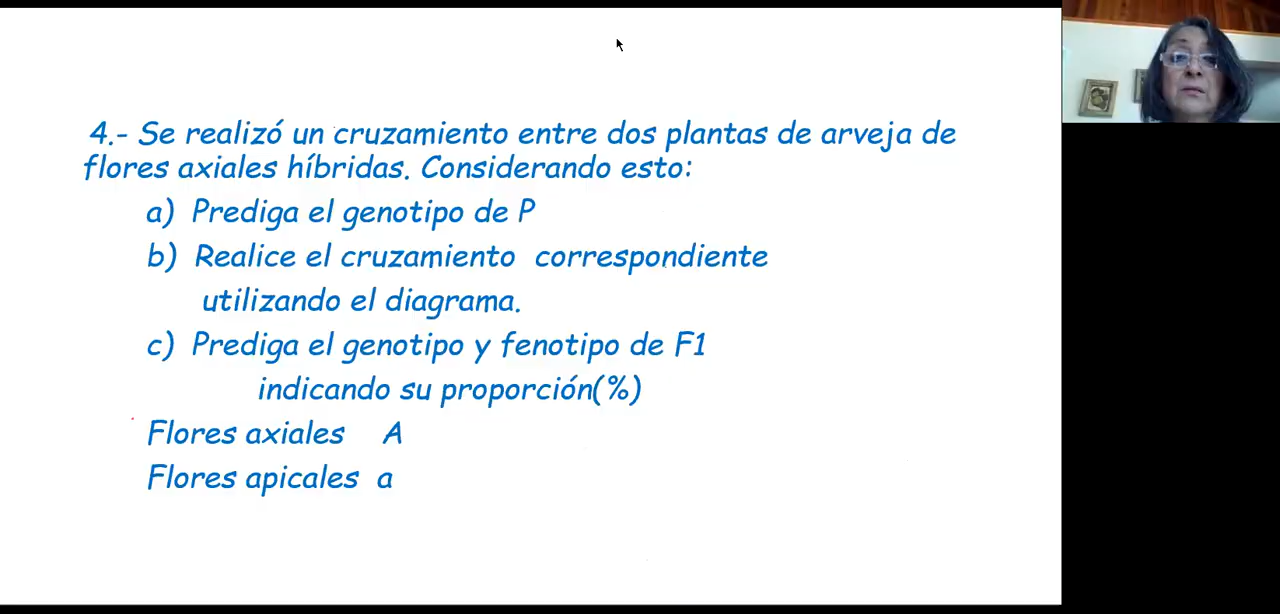 4.- Se realizó un cruzamiento entre dos plantas de arveja de
flores axiales híbridas. Considerando esto:
a) Prediga el genotipo de P
b) Realice el cruzamiento correspondiente
utilizando el diagrama.
c) Prediga el genotipo y fenotipo de F1
indicando su proporción(%)
Flores axiales A
Flores apicales a